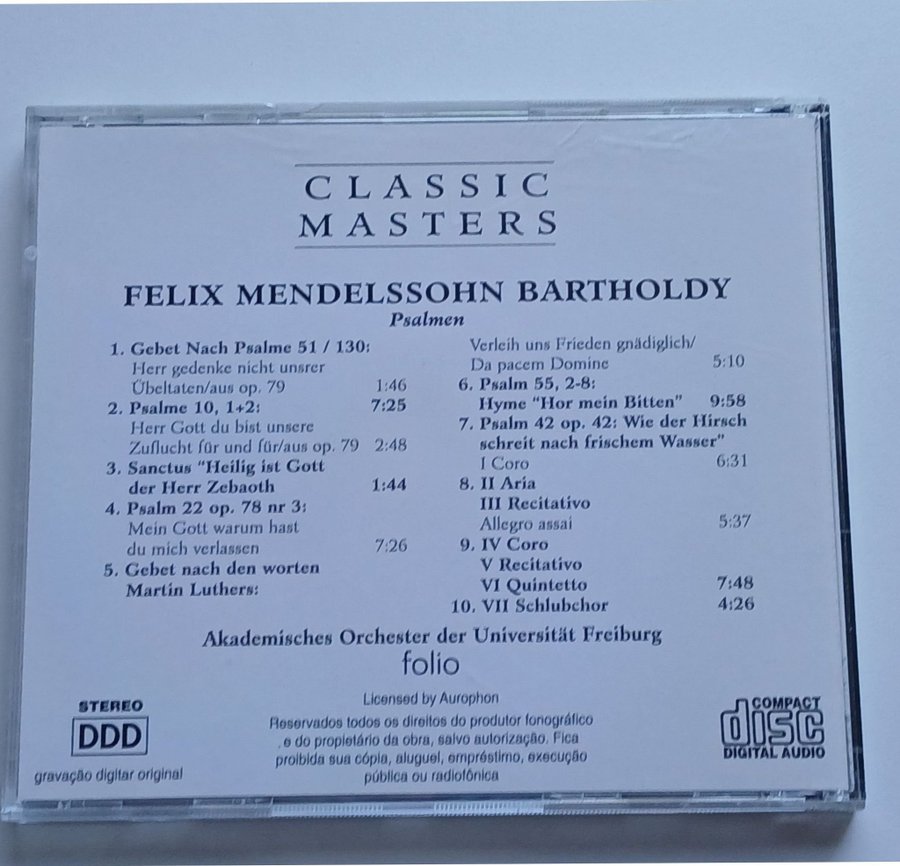 CLASSIC
MASTERS
FELIX MENDELSSOHN BARTHOLDY
Psalmen
1. Gebet Nach Psalme 51 / 130:
Herr gedenke nicht unsrer
Übeltaten/aus op. 79 1:46
2. Psalme 10, 1+2: 7:25
Herr Gott du bist unsere
Zuflucht für und für/aus op. 79 2:48
3. Sanctus "Heilig ist Gott
der Herr Zebaoth 1:44
4. Psalm 22 op. 78 nr 3:
Mein Gott warum hast
du mich verlassen 7:26
5. Gebet nach den worten
Martin Luthers:
Verleih uns Frieden gnädiglich/
Da pacem Domine 5:10
6. Psalm 55, 2-8:
Hyme "Hor mein Bitten" 9:58
7. Psalm 42 op. 42: Wie der Hirsch
schreit nach frischem Wasser"
I Coro 6:31
8. II Aria
III Recitativo
Allegro assai 5:37
9. IV Coro
V Recitativo
VI Quintetto 7:48
10. VII Schlubchor 4:26
Akademisches Orchester der Universität Freiburg
folio
Licensed by Aurophon
Reservados todos os direitos do produtor fonográfico
.e do propietário da obra, salvo autorização. Fica
proibida sua cópia, aluguel, empréstimo, execução
pública ou radiofônica
STEREO
DDD
gravação digitar original
COMPACT
disc
DIGITAL AUDIO